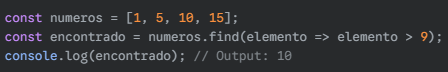 const numeros = [1, 5, 10, 15];
const encontrado = numeros.find(elemento => elemento > 9);
console.log(encontrado); // Output: 10